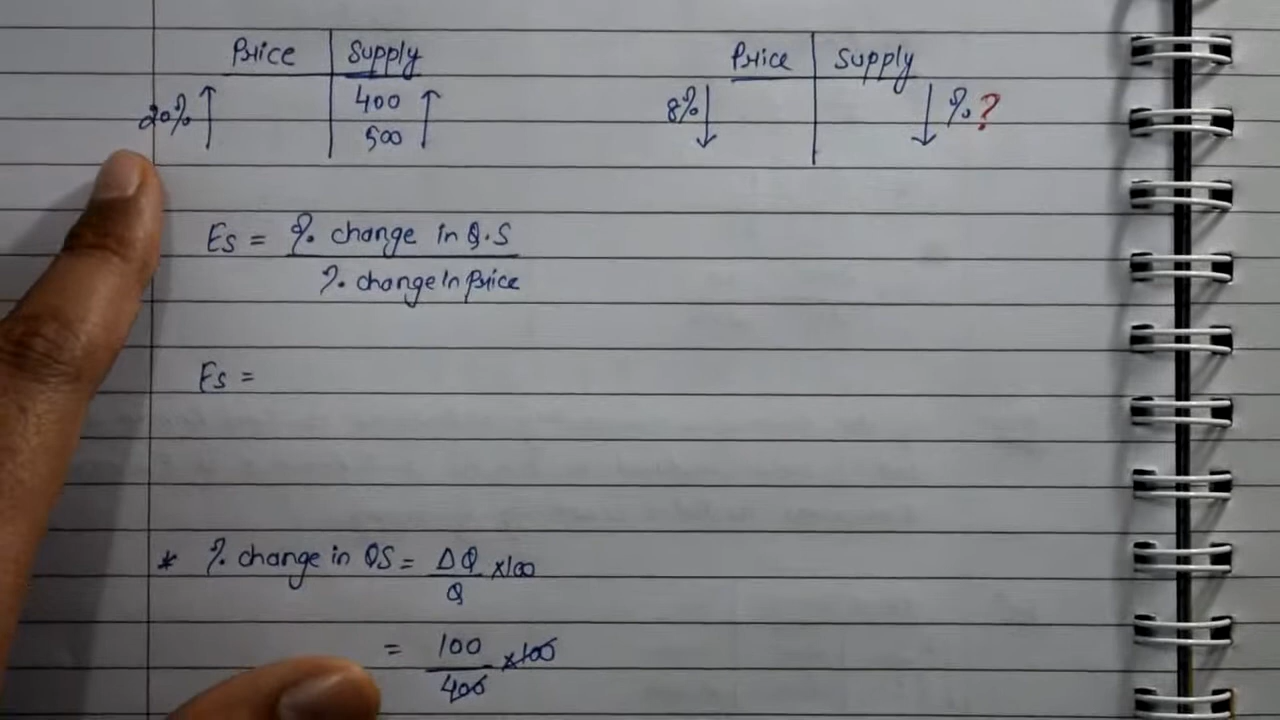 Price Supply Price Supply
20% ↑ 400 ↑ 8% ↓ ↓ %?
500
Es = % change in Q.S
% change In price
Es =
* % change in QS = ΔQ ×100
Q
= 100 ×100
400